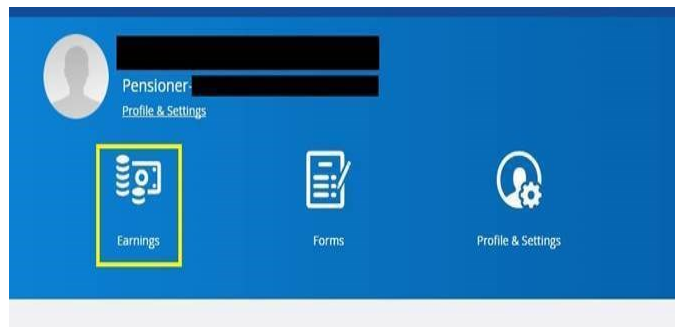 Pensioner-
Profile & Settings
Earnings
Forms
Profile & Settings